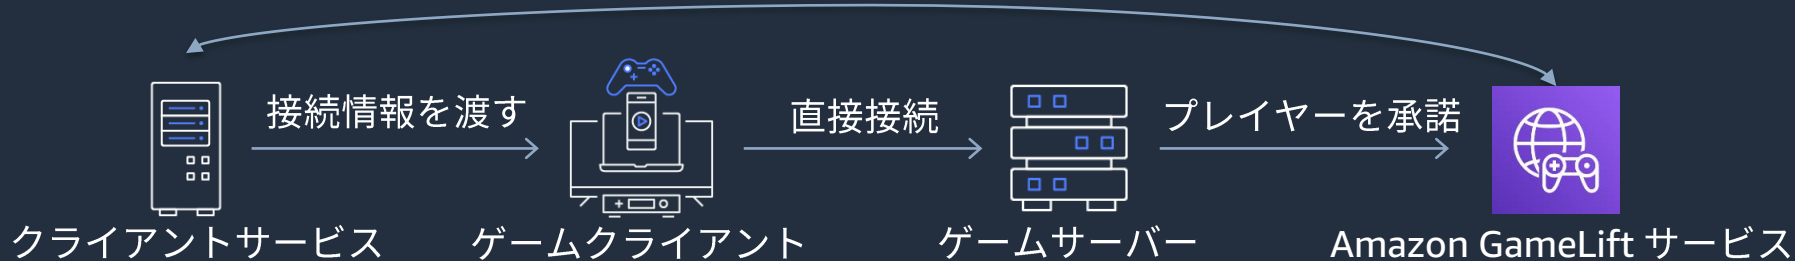 接続情報を渡す
直接接続
プレイヤーを承諾
クライアントサービス
ゲームクライアント
ゲームサーバー
Amazon GameLift サービス